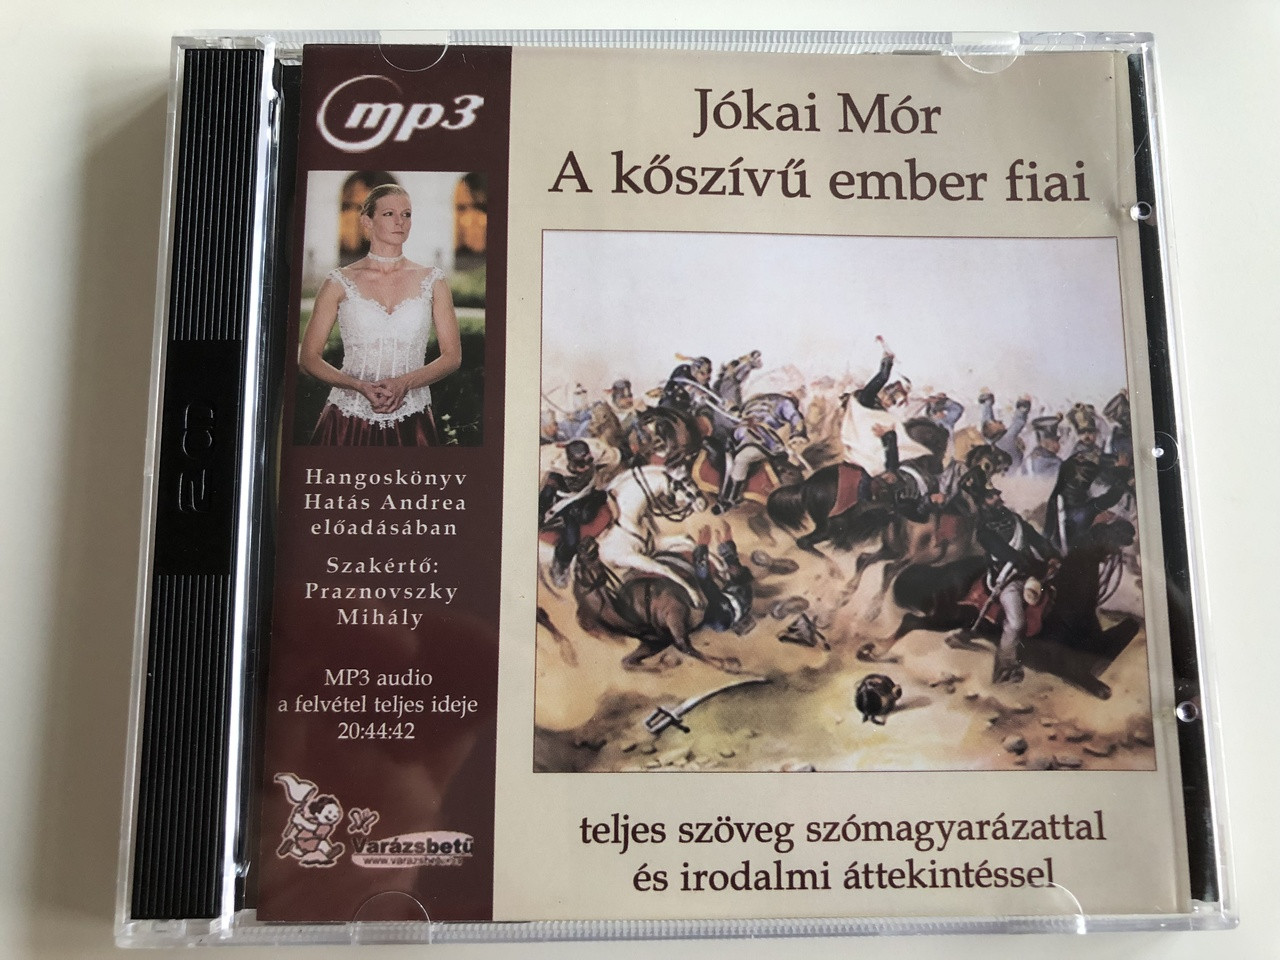 mp3
Jókai Mór
A kőszívű ember fiai
Hangoskönyv
Hatás Andrea
előadásában
Szakértő:
Praznovszky
Mihály
MP3 audio
a felvétel teljes ideje
20:44:42
Varázsbetű
teljes szöveg szómagyarázattal
és irodalmi áttekintéssel
2 CD